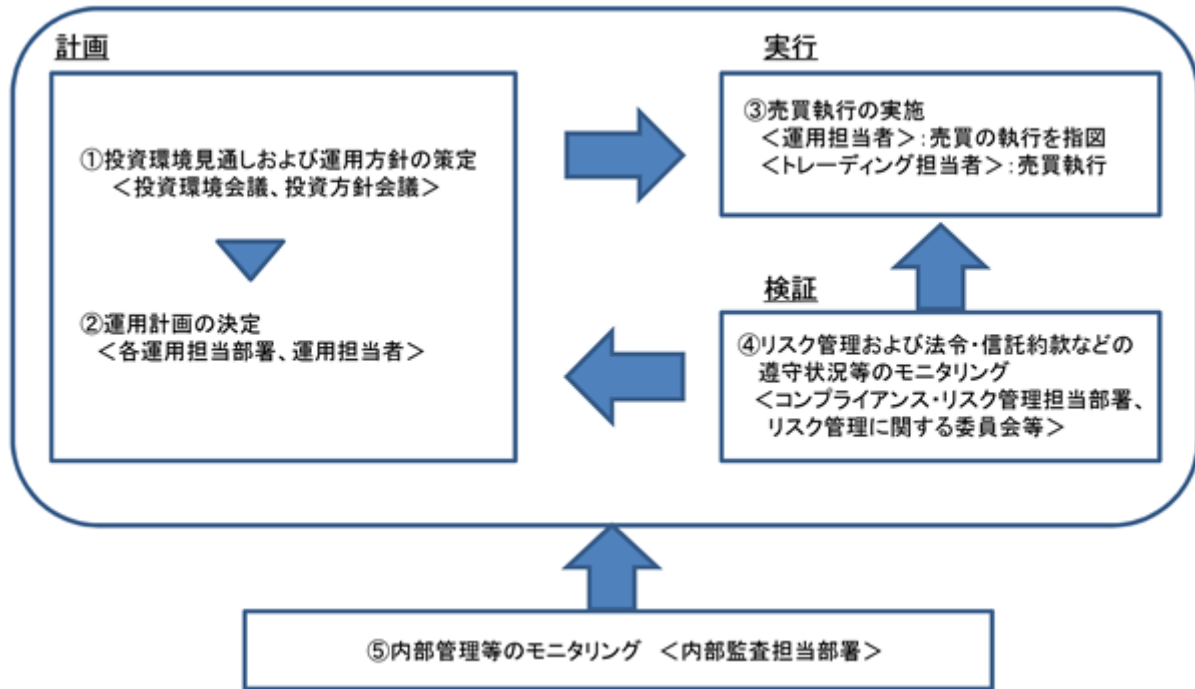 計画
①投資環境見通しおよび運用方針の策定
＜投資環境会議、投資方針会議＞
②運用計画の決定
＜各運用担当部署、運用担当者＞
実行
③売買執行の実施
＜運用担当者＞：売買の執行を指図
＜トレーディング担当者＞：売買執行
検証
④リスク管理および法令・信託約款などの
遵守状況等のモニタリング
＜コンプライアンス・リスク管理担当部署、
リスク管理に関する委員会等＞
⑤内部管理等のモニタリング　＜内部監査担当部署＞